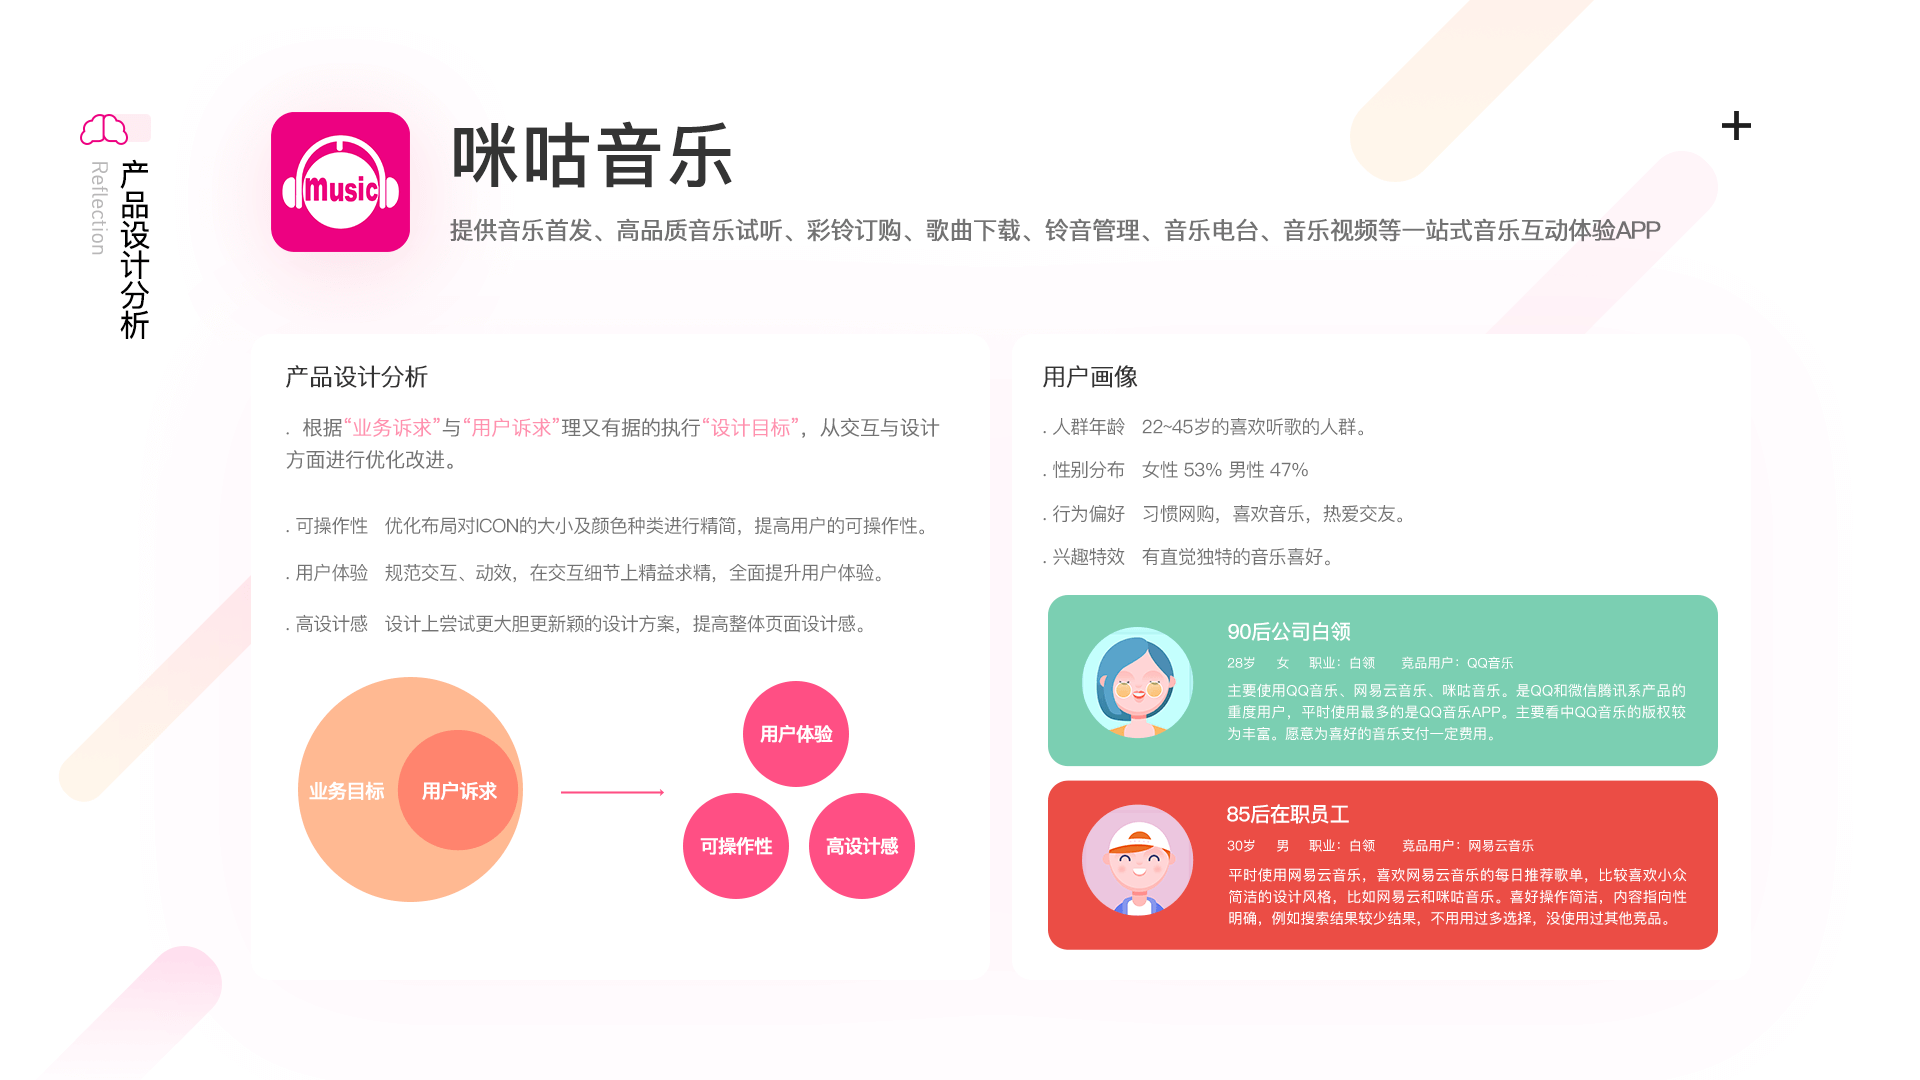 产品设计分析
Reflection
music
咪咕音乐
提供音乐首发、高品质音乐试听、彩铃订购、歌曲下载、铃音管理、音乐电台、音乐视频等一站式音乐互动体验APP
产品设计分析
. 根据“业务诉求”与“用户诉求”理又有据的执行“设计目标”，从交互与设计
方面进行优化改进。
. 可操作性 优化布局对ICON的大小及颜色种类进行精简，提高用户的可操作性。
. 用户体验 规范交互、动效，在交互细节上精益求精，全面提升用户体验。
. 高设计感 设计上尝试更大胆更新颖的设计方案，提高整体页面设计感。
业务目标
用户诉求
用户体验
可操作性
高设计感
用户画像
. 人群年龄 22~45岁的喜欢听歌的人群。
. 性别分布 女性 53% 男性 47%
. 行为偏好 习惯网购，喜欢音乐，热爱交友。
. 兴趣特效 有直觉独特的音乐喜好。
90后公司白领
28岁 女 职业：白领 竞品用户：QQ音乐
主要使用QQ音乐、网易云音乐、咪咕音乐。是QQ和微信腾讯系产品的
重度用户，平时使用最多的是QQ音乐APP。主要看中QQ音乐的版权较
为丰富。愿意为喜好的音乐支付一定费用。
85后在职员工
30岁 男 职业：白领 竞品用户：网易云音乐
平时使用网易云音乐，喜欢网易云音乐的每日推荐歌单，比较喜欢小众
简洁的设计风格，比如网易云和咪咕音乐。喜好操作简洁，内容指向性
明确，例如搜索结果较少结果，不用用过多选择，没使用过其他竞品。